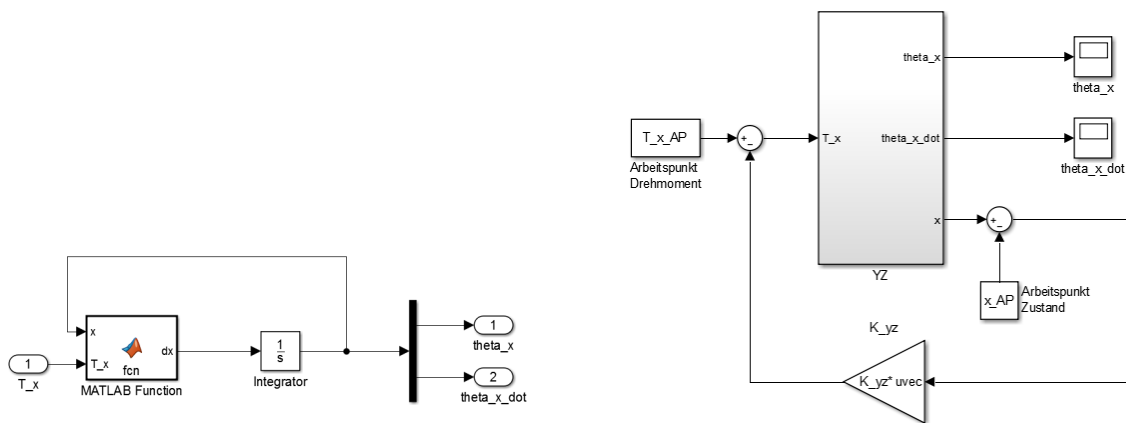 x
T_x
fcn
dx
MATLAB Function
1
T_x
1
s
Integrator
1
theta_x
2
theta_x_dot
T_x_AP
Arbeitspunkt
Drehmoment
+
−
T_x
theta_x
theta_x_dot
x
YZ
theta_x
theta_x_dot
+
−
x_AP
Arbeitspunkt
Zustand
K_yz
K_yz* uvec